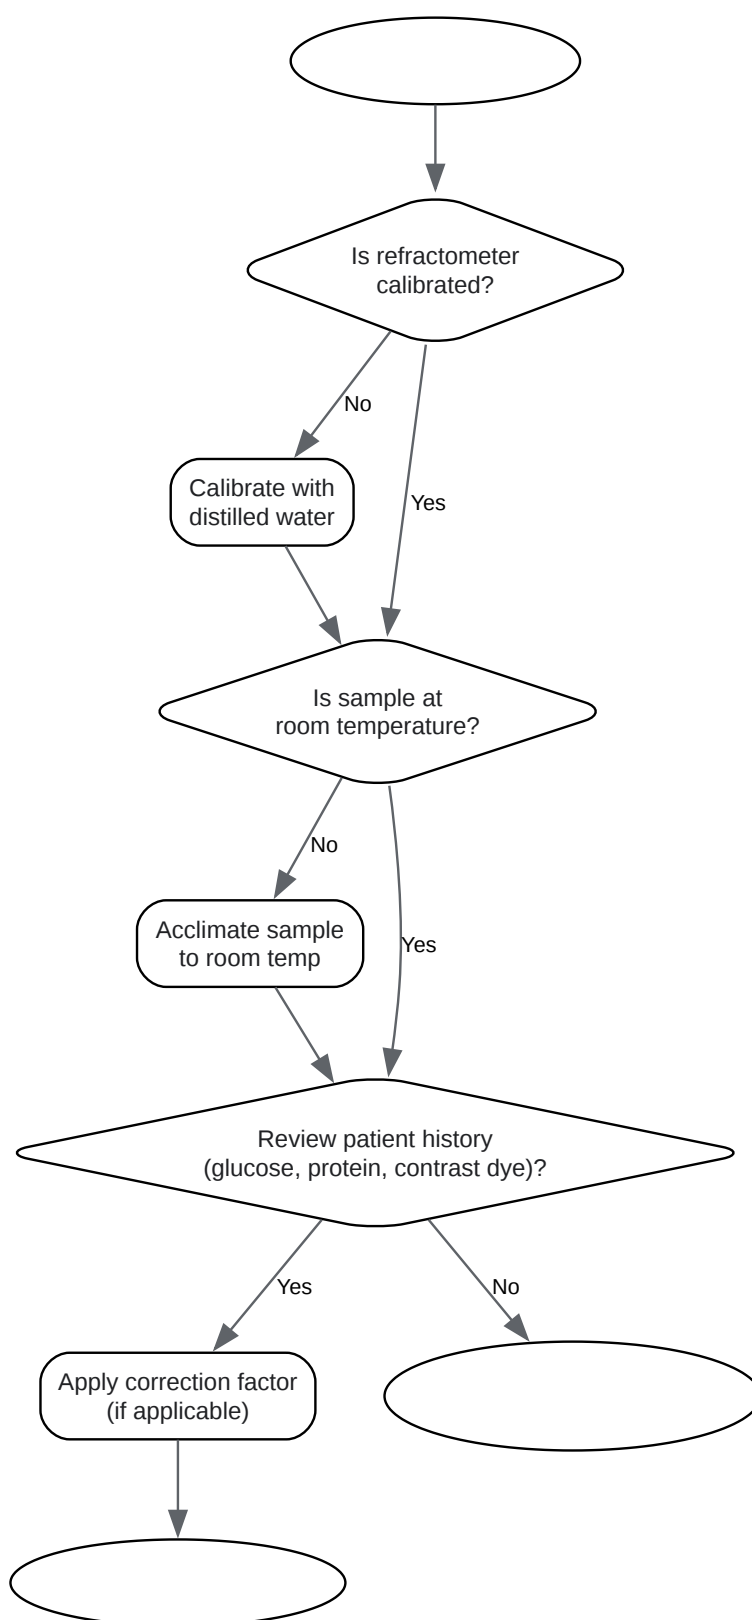 Is refractometer
calibrated?
No
Calibrate with
distilled water
Yes
Is sample at
room temperature?
No
Acclimate sample
to room temp
Yes
Review patient history
(glucose, protein, contrast dye)?
Yes
No
Apply correction factor
(if applicable)